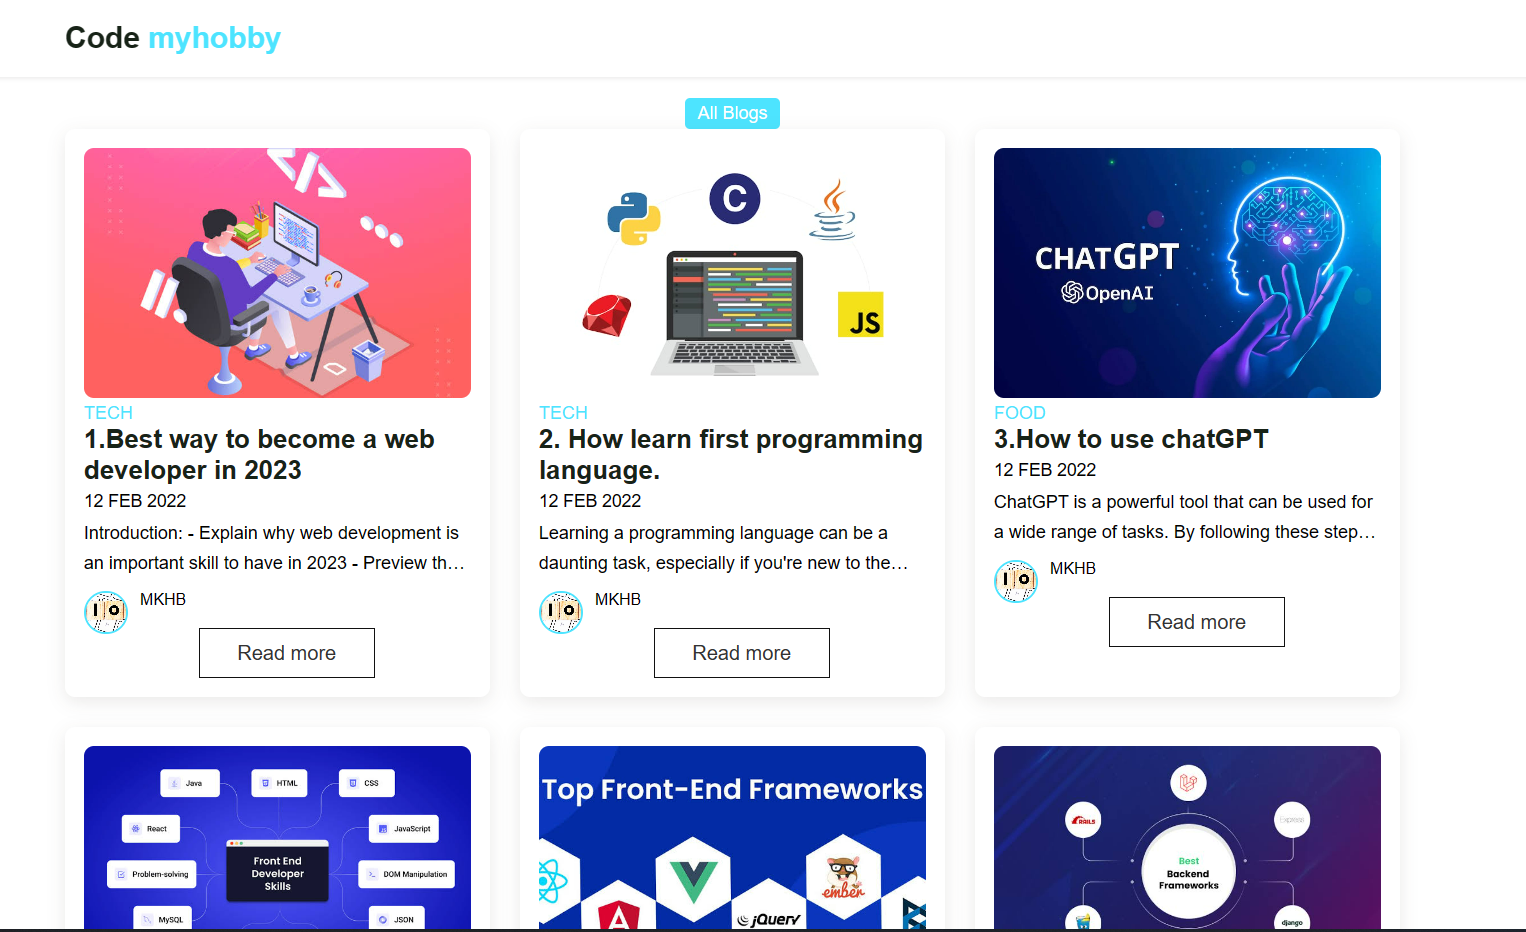 Code myhobby
All Blogs
C
JS
CHATGPT
OpenAI
TECH
1.Best way to become a web
developer in 2023
12 FEB 2022
Introduction: - Explain why web development is
an important skill to have in 2023 - Preview th…
MKHB
Read more
TECH
2. How learn first programming
language.
12 FEB 2022
Learning a programming language can be a
daunting task, especially if you're new to the…
MKHB
Read more
FOOD
3.How to use chatGPT
12 FEB 2022
ChatGPT is a powerful tool that can be used for
a wide range of tasks. By following these step…
MKHB
Read more
Java
HTML
CSS
React
JavaScript
Front End
Developer
Skills
Problem-solving
DOM Manipulation
MySQL
JSON
Top Front-End Frameworks
ember
jQuery
RAILS
Express
Best
Backend
Frameworks
django